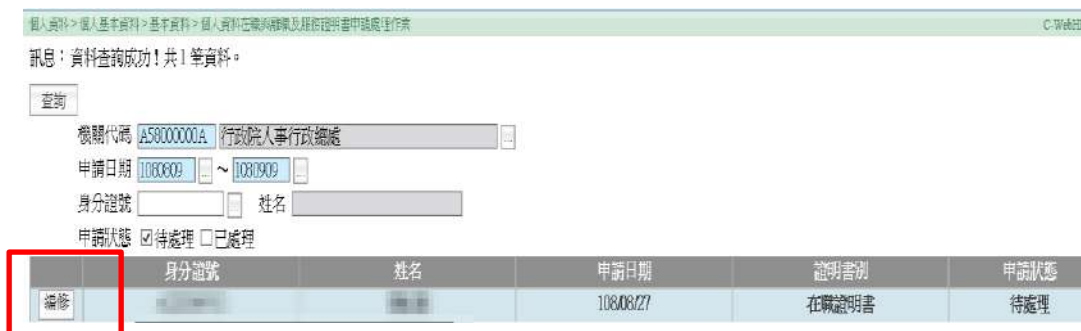 個人資料>個人基本資料>基本資料>個人資料在職與離職及服務證明書申請處理作業 C-WebH
訊息：資料查詢成功！共1筆資料。
查詢
機關代碼 A58000000A 行政院人事行政總處 ...
申請日期 1080809 ... ～ 1080909 ...
身分證號 ... 姓名
申請狀態 ☑待處理 □已處理
身分證號 姓名 申請日期 證明書別 申請狀態
編修 108/08/27 在職證明書 待處理